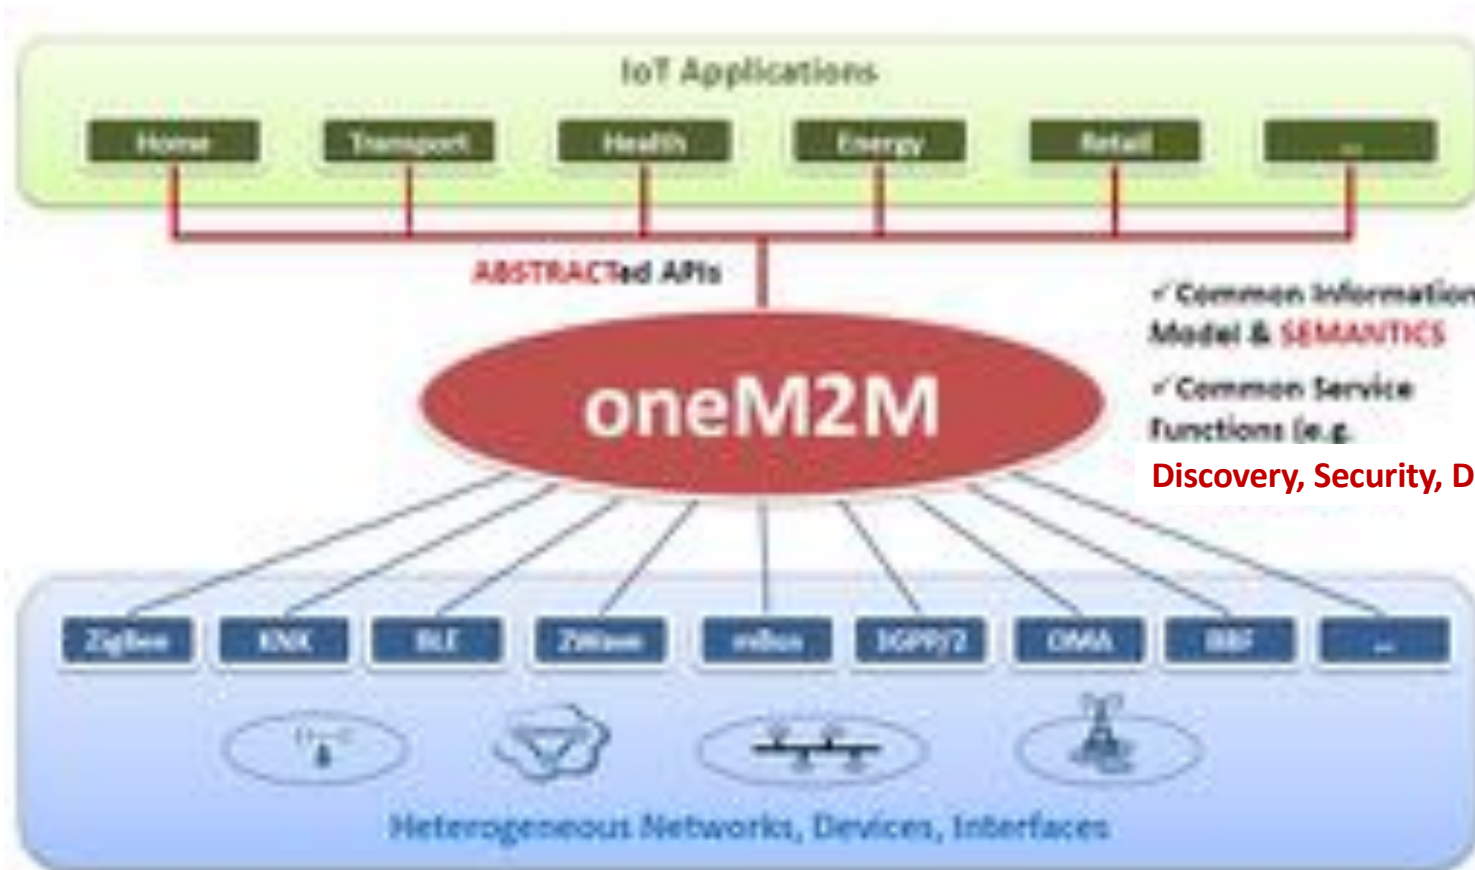 IoT Applications
Home Transport Health Energy Retail ...
ABSTRACTed APIs
✓Common Information
Model & SEMANTICS
✓Common Service
Functions (e.g.
Discovery, Security, D
oneM2M
ZigBee KNX BLE ZWave mBus 3GPP/2 OMA BBF ...
Heterogeneous Networks, Devices, Interfaces